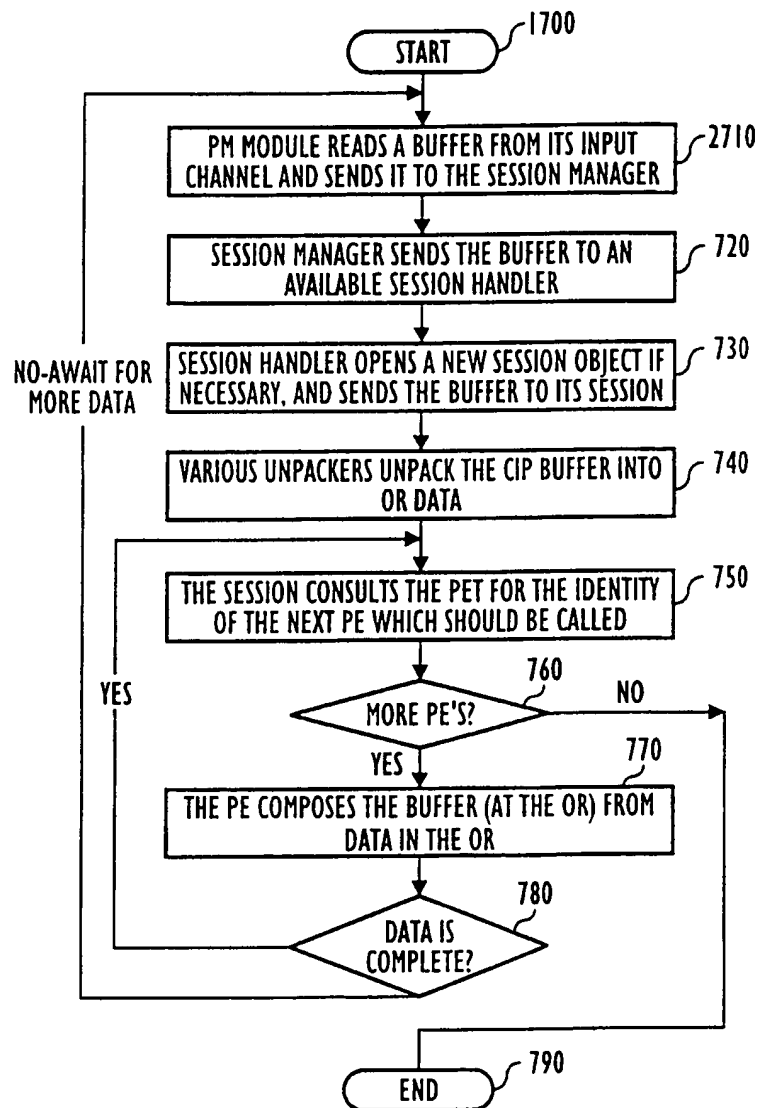 START
1700
PM MODULE READS A BUFFER FROM ITS INPUT
CHANNEL AND SENDS IT TO THE SESSION MANAGER
2710
SESSION MANAGER SENDS THE BUFFER TO AN
AVAILABLE SESSION HANDLER
720
NO-AWAIT FOR
MORE DATA
SESSION HANDLER OPENS A NEW SESSION OBJECT IF
NECESSARY, AND SENDS THE BUFFER TO ITS SESSION
730
VARIOUS UNPACKERS UNPACK THE CIP BUFFER INTO
OR DATA
740
THE SESSION CONSULTS THE PET FOR THE IDENTITY
OF THE NEXT PE WHICH SHOULD BE CALLED
750
YES
MORE PE'S?
760
NO
YES
770
THE PE COMPOSES THE BUFFER (AT THE OR) FROM
DATA IN THE OR
DATA IS
COMPLETE?
780
END
790